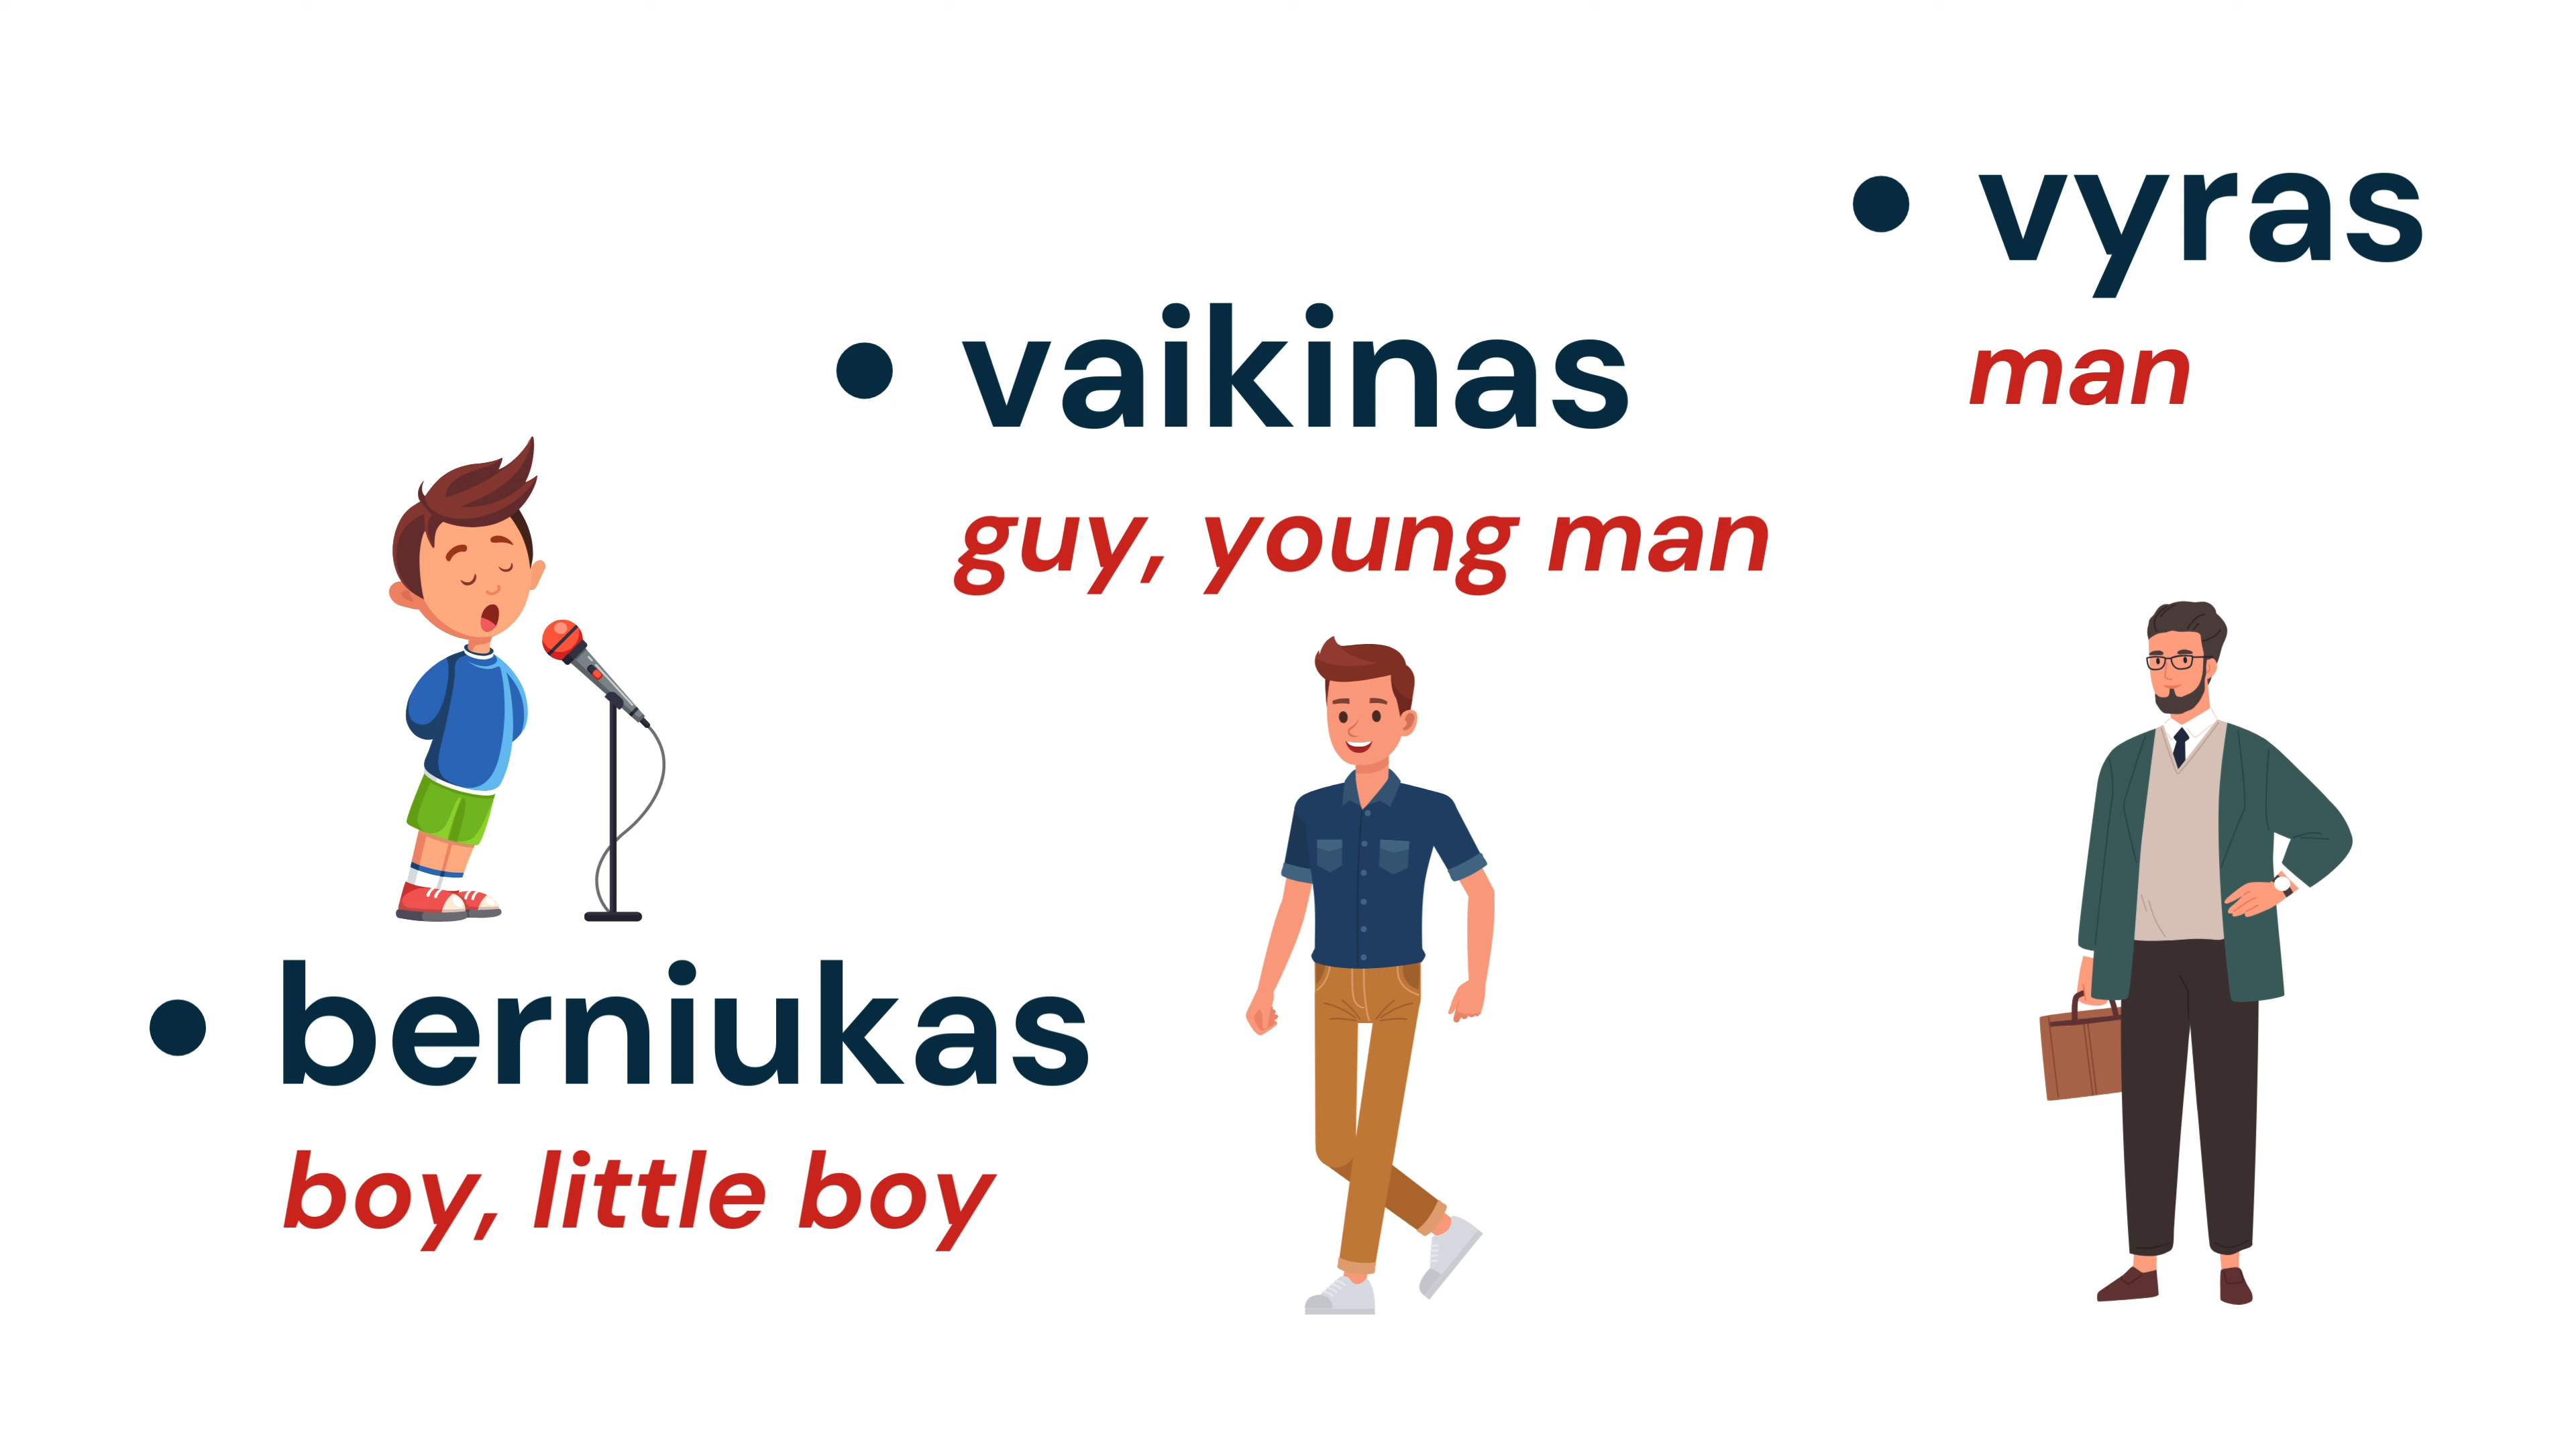 • berniukas
boy, little boy
• vaikinas
guy, young man
• vyras
man